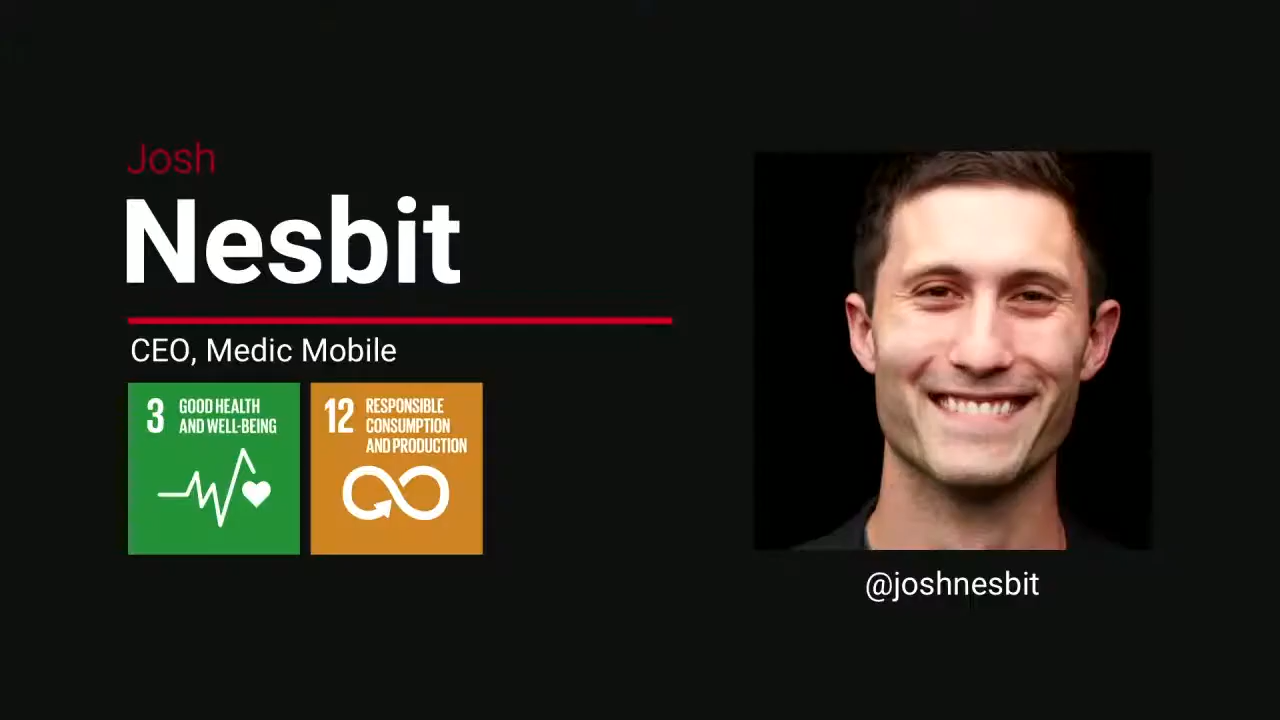 Josh
Nesbit
CEO, Medic Mobile
3 GOOD HEALTH
AND WELL-BEING
12 RESPONSIBLE
CONSUMPTION
AND PRODUCTION
@joshnesbit